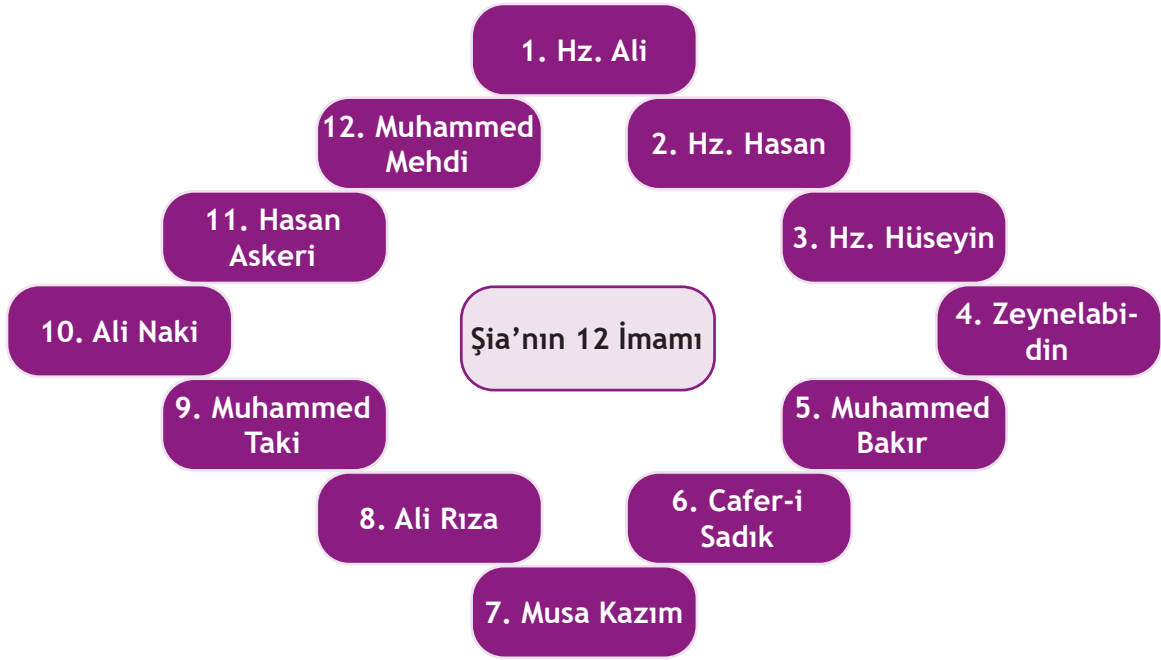 1. Hz. Ali
2. Hz. Hasan
3. Hz. Hüseyin
4. Zeynelabi-
din
5. Muhammed
Bakır
6. Cafer-i
Sadık
7. Musa Kazım
8. Ali Rıza
9. Muhammed
Taki
10. Ali Naki
11. Hasan
Askeri
12. Muhammed
Mehdi
Şia’nın 12 İmamı